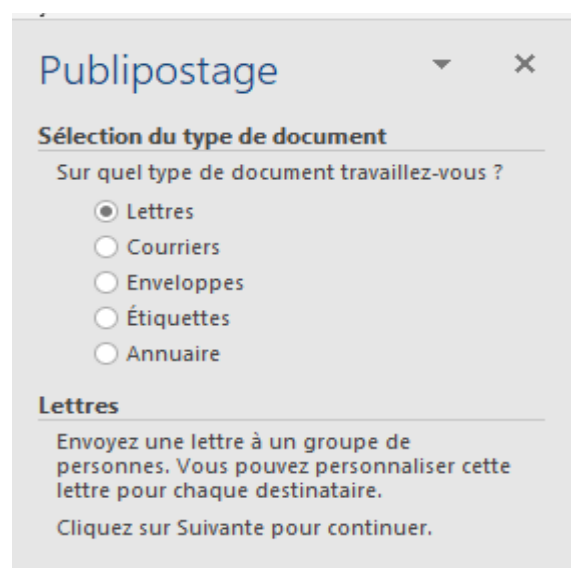 Publipostage
Sélection du type de document
Sur quel type de document travaillez-vous ?
Lettres
Courriers
Enveloppes
Étiquettes
Annuaire
Lettres
Envoyez une lettre à un groupe de
personnes. Vous pouvez personnaliser cette
lettre pour chaque destinataire.
Cliquez sur Suivante pour continuer.